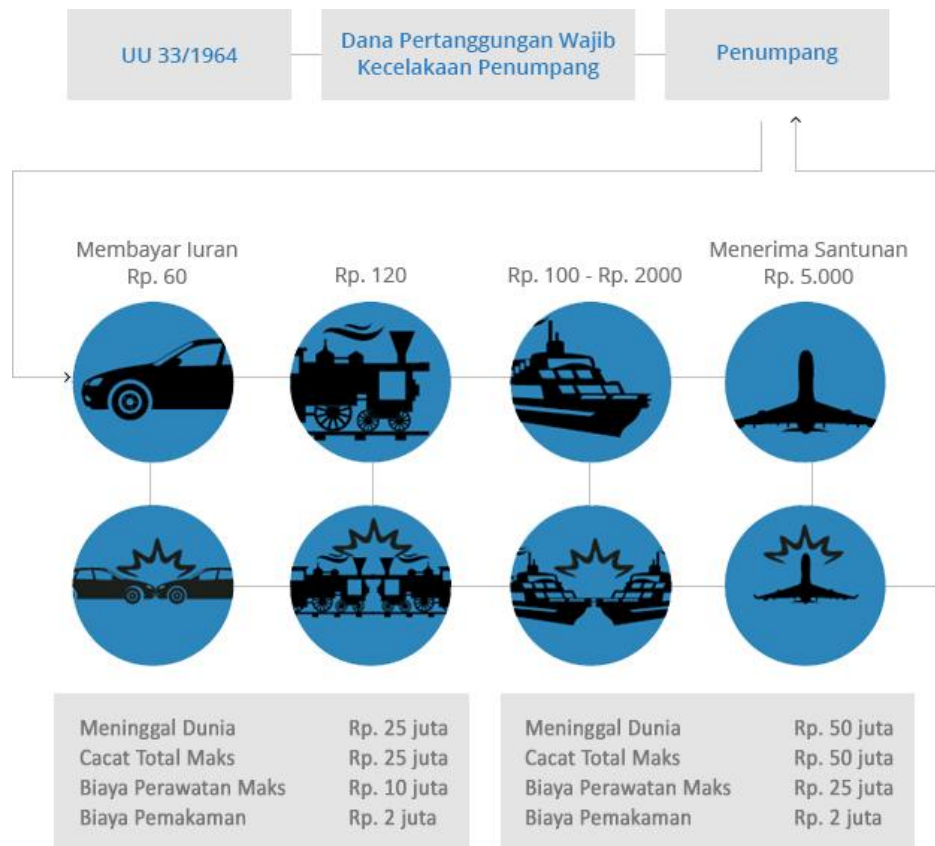 UU 33/1964
Dana Pertanggungan Wajib
Kecelakaan Penumpang
Penumpang
Membayar Iuran
Rp. 60
Rp. 120
Rp. 100 - Rp. 2000
Menerima Santunan
Rp. 5.000
Meninggal Dunia Rp. 25 juta
Cacat Total Maks Rp. 25 juta
Biaya Perawatan Maks Rp. 10 juta
Biaya Pemakaman Rp. 2 juta
Meninggal Dunia Rp. 50 juta
Cacat Total Maks Rp. 50 juta
Biaya Perawatan Maks Rp. 25 juta
Biaya Pemakaman Rp. 2 juta